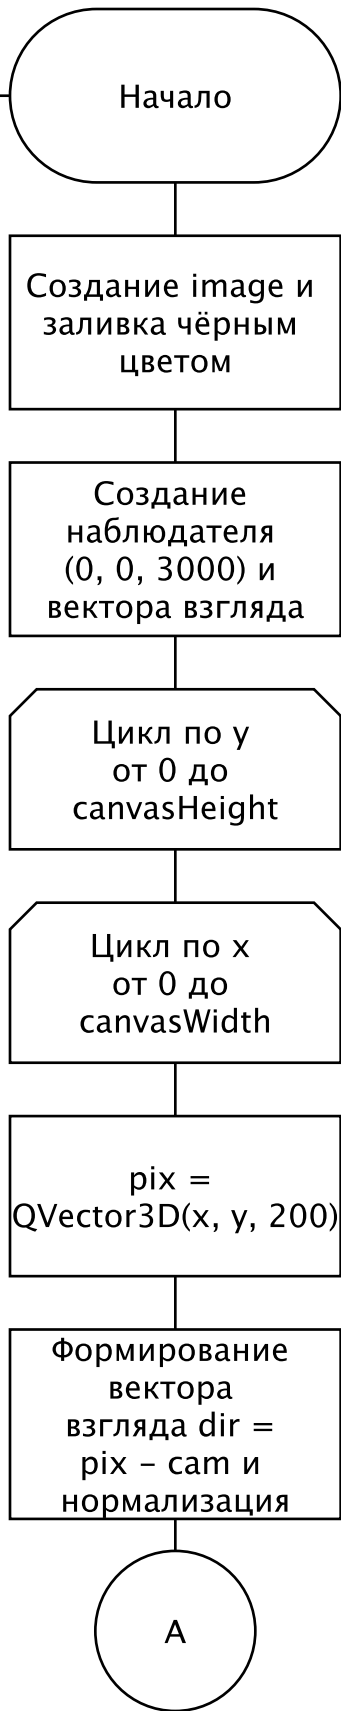 Начало
Создание image и
заливка чёрным
цветом
Создание
наблюдателя
(0, 0, 3000) и
вектора взгляда
Цикл по y
от 0 до
canvasHeight
Цикл по x
от 0 до
canvasWidth
pix =
QVector3D(x, y, 200)
Формирование
вектора
взгляда dir =
pix – cam и
нормализация
A